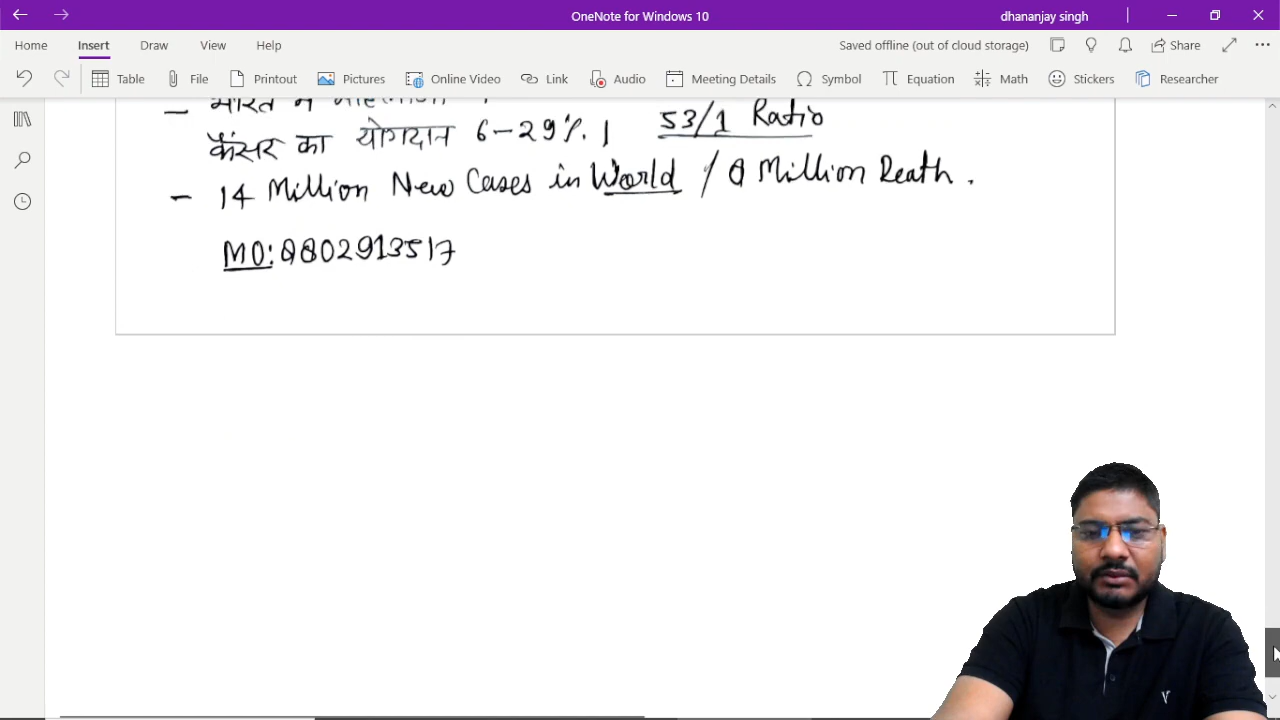 OneNote for Windows 10
dhananjay singh
Home Insert Draw View Help
Saved offline (out of cloud storage) Share
Table File Printout Pictures Online Video Link Audio Meeting Details Symbol Equation Math Stickers Researcher
– भारत में
कैंसर का योगदान 6-29%। 53/1 Ratio
– 14 Million New Cases in World / 8 Million Death.
MO: 8802913517